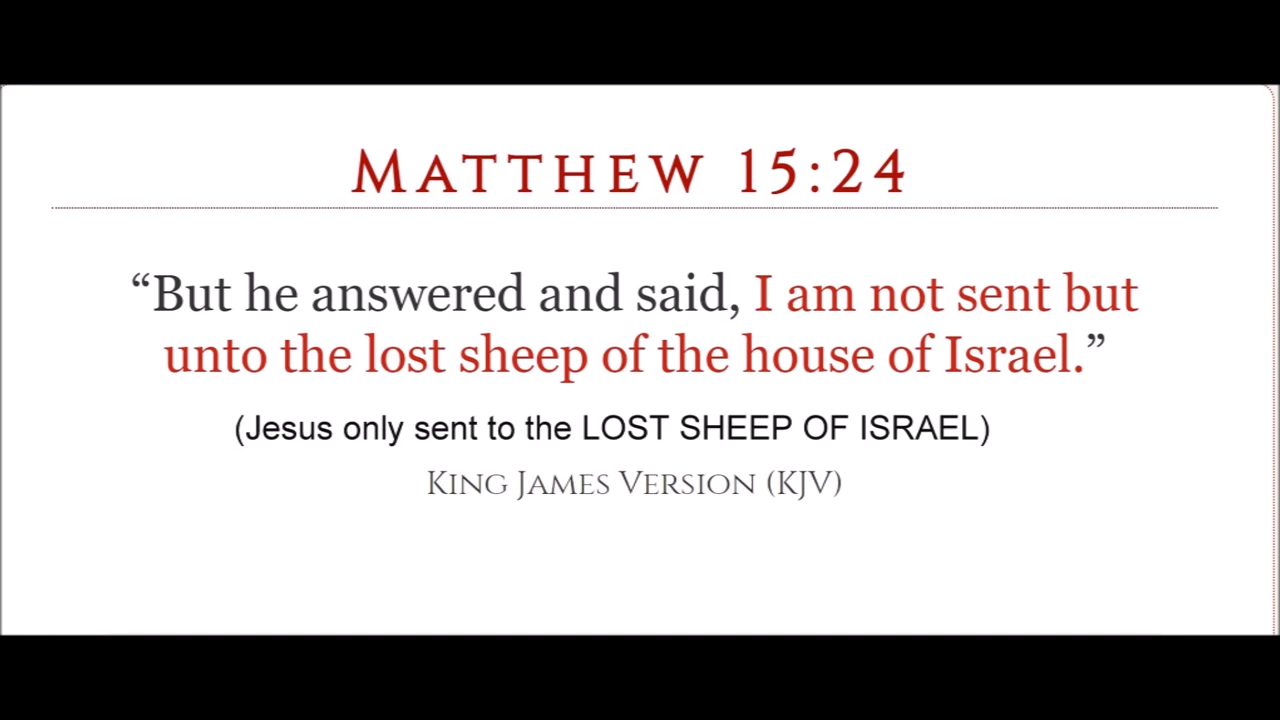 Matthew 15:24
“But he answered and said, I am not sent but
unto the lost sheep of the house of Israel.”
(Jesus only sent to the LOST SHEEP OF ISRAEL)
King James Version (KJV)